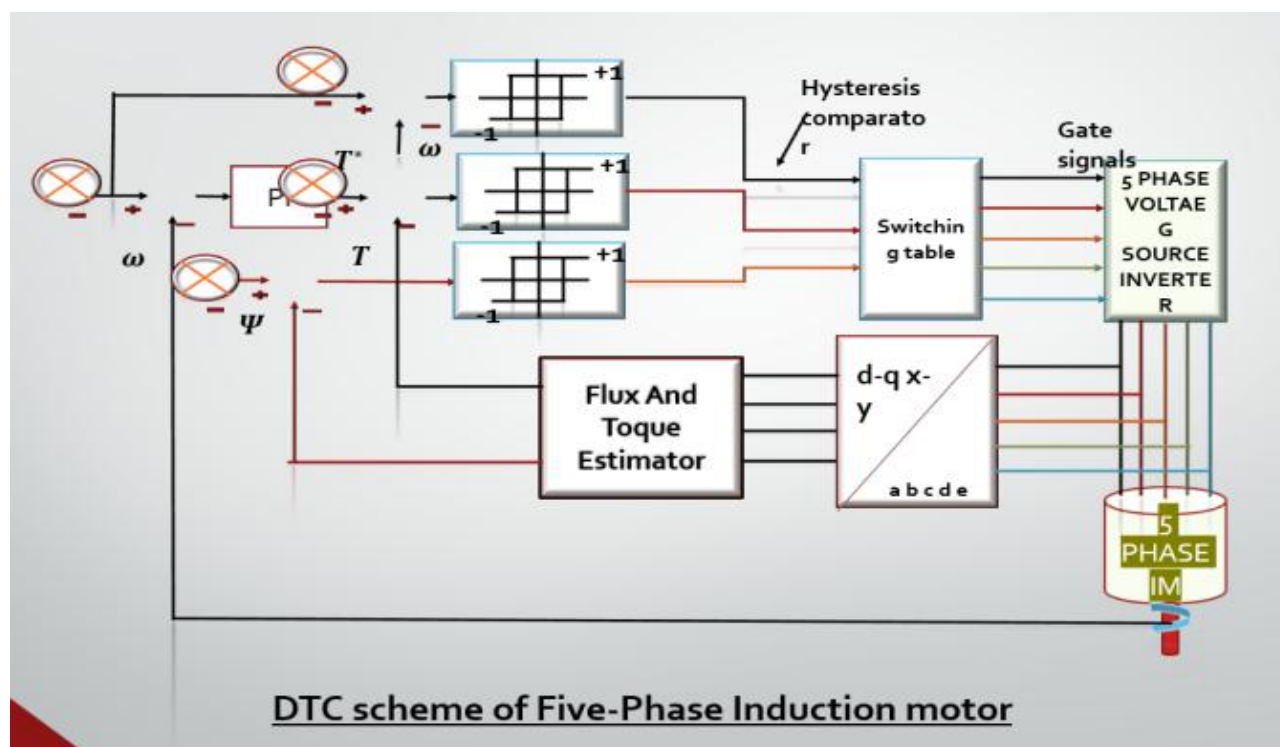 +1
-1
ω
Hysteresis
comparato
r
Gate
signals
T*
+1
-1
5 PHASE
VOLTAE
G
SOURCE
INVERTE
R
Switchin
g table
ω
T
+1
-1
Ψ
Flux And
Toque
Estimator
d-q x-
y
a b c d e
5
PHASE
IM
DTC scheme of Five-Phase Induction motor